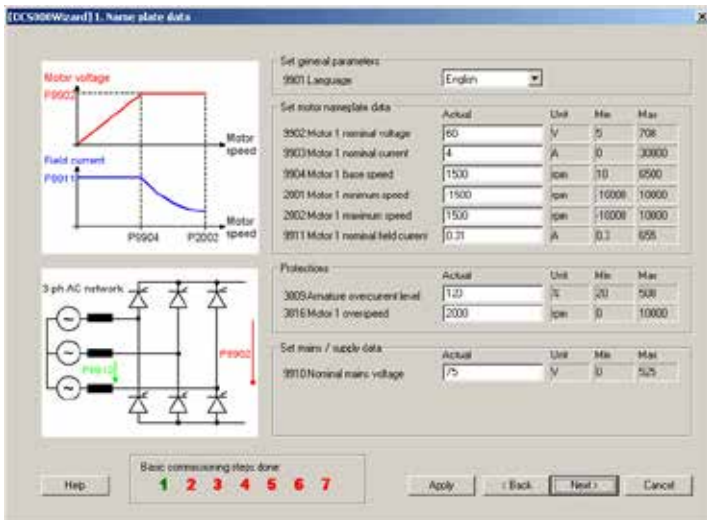 [DCS800Wizard] 1. Name plate data
Motor voltage
P9902
Motor speed
Field current
P9911
Motor speed
P9904 P2002
3 ph AC network
P9910
P9902
Set general parameters
9901 Language English
Set motor nameplate data
Actual Unit Min Max
9902 Motor 1 nominal voltage 60 V 5 708
9903 Motor 1 nominal current 4 A 0 30000
9904 Motor 1 base speed 1500 rpm 10 6500
2001 Motor 1 minimum speed -1500 rpm -10000 10000
2002 Motor 1 maximum speed 1500 rpm -10000 10000
9911 Motor 1 nominal field current 0.31 A 0.3 655
Protections
Actual Unit Min Max
3809 Armature overcurrent level 120 % 20 500
3816 Motor 1 overspeed 2000 rpm 0 10000
Set mains / supply data
Actual Unit Min Max
9910 Nominal mains voltage 75 V 0 525
Basic commissioning steps done
1 2 3 4 5 6 7
Help
Apply
< Back
Next >
Cancel